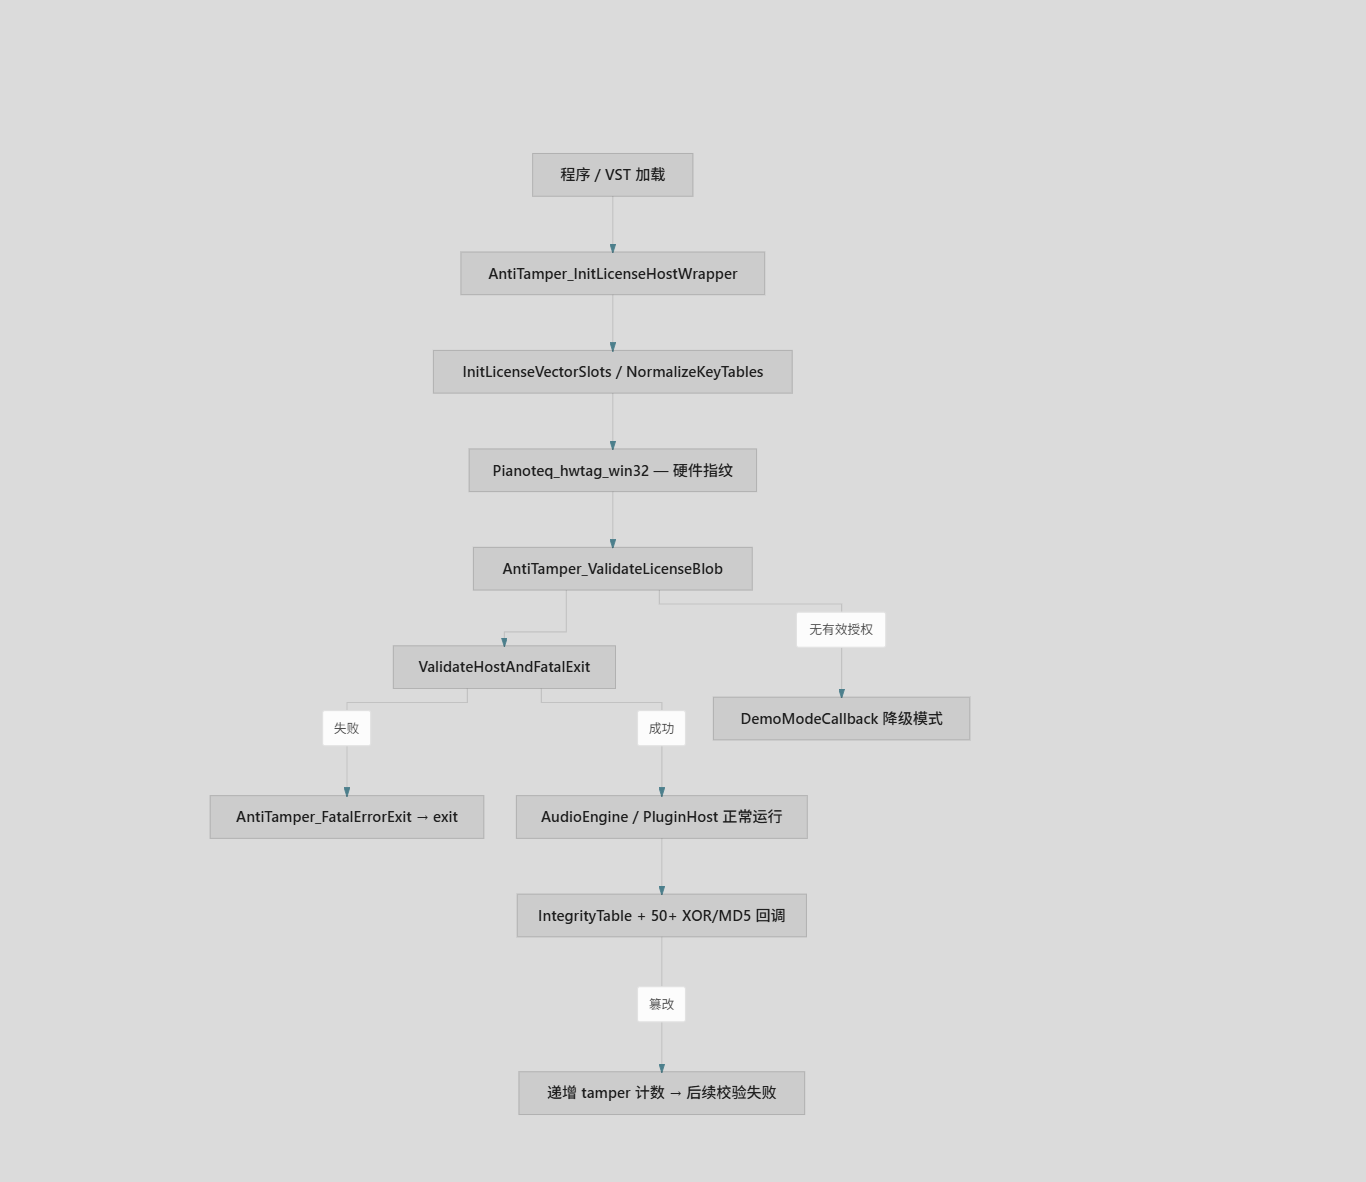 程序 / VST 加载
AntiTamper_InitLicenseHostWrapper
InitLicenseVectorSlots / NormalizeKeyTables
Pianoteq_hwtag_win32 — 硬件指纹
AntiTamper_ValidateLicenseBlob
无有效授权
ValidateHostAndFatalExit
DemoModeCallback 降级模式
失败
成功
AntiTamper_FatalErrorExit → exit
AudioEngine / PluginHost 正常运行
IntegrityTable + 50+ XOR/MD5 回调
篡改
递增 tamper 计数 → 后续校验失败